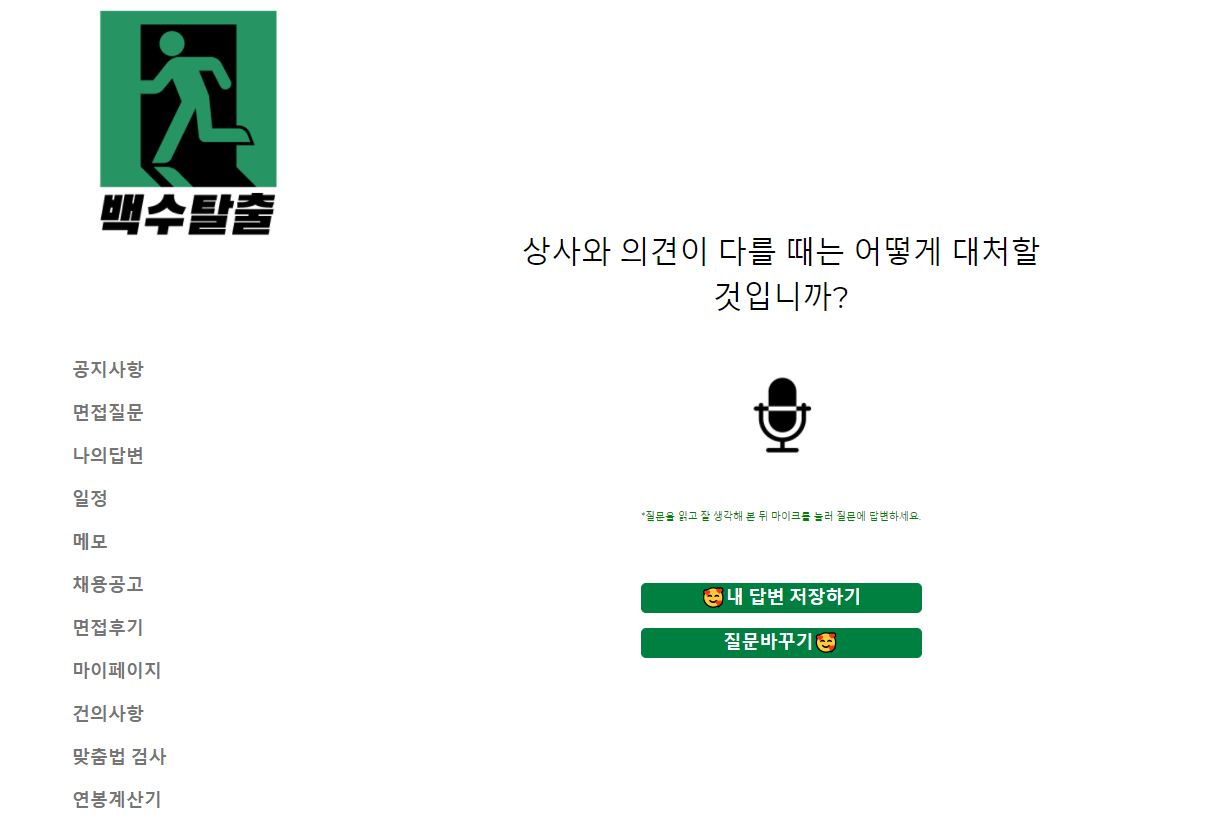 백수탈출
상사와 의견이 다를 때는 어떻게 대처할
것입니까?
공지사항
면접질문
나의답변
일정
메모
채용공고
면접후기
마이페이지
건의사항
맞춤법 검사
연봉계산기
*질문을 읽고 잘 생각해 본 뒤 마이크를 눌러 질문에 답변하세요.
🥰내 답변 저장하기
질문바꾸기🥰